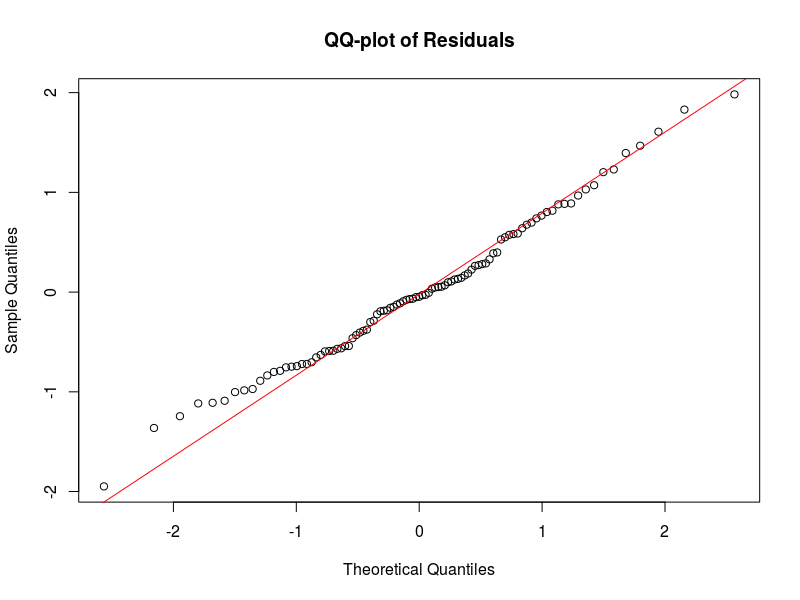 QQ-plot of Residuals
Sample Quantiles
2
1
0
-1
-2
-2 -1 0 1 2
Theoretical Quantiles